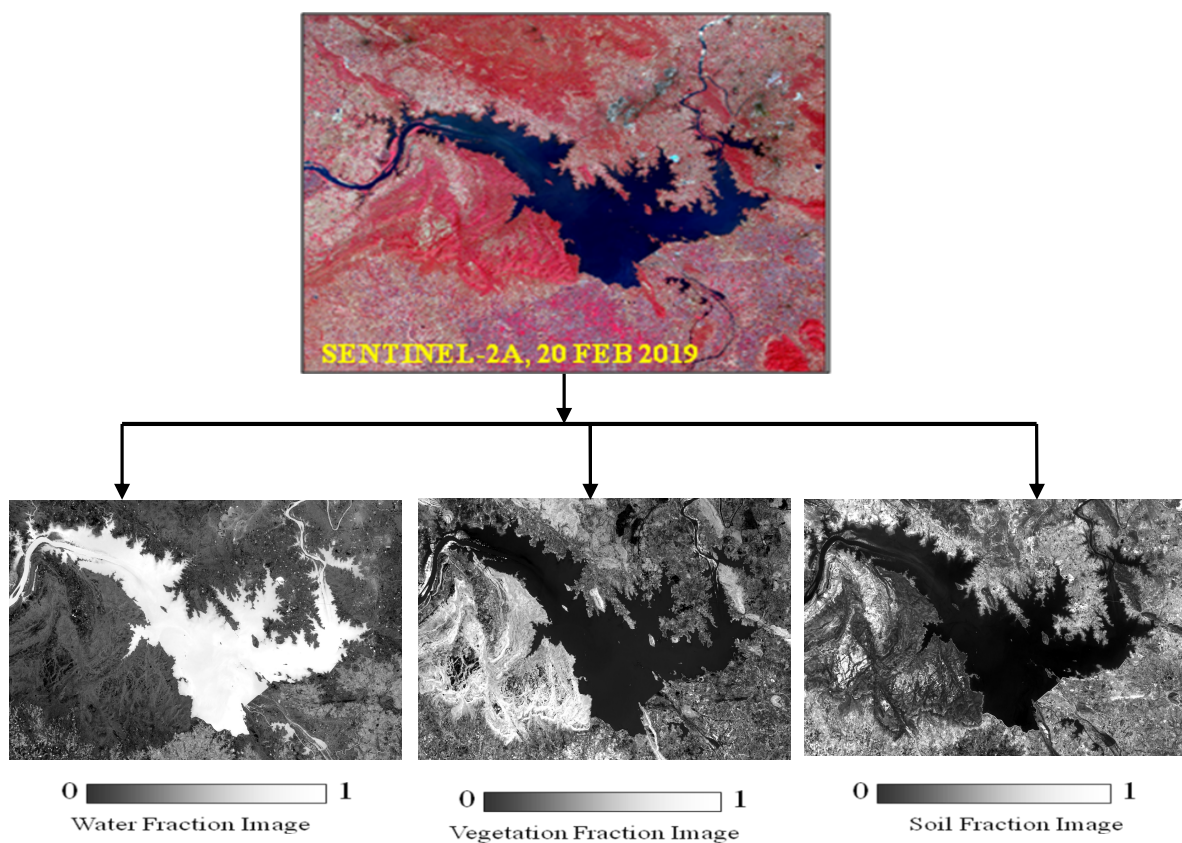 SENTINEL-2A, 20 FEB 2019
0 1
Water Fraction Image
0 1
Vegetation Fraction Image
0 1
Soil Fraction Image